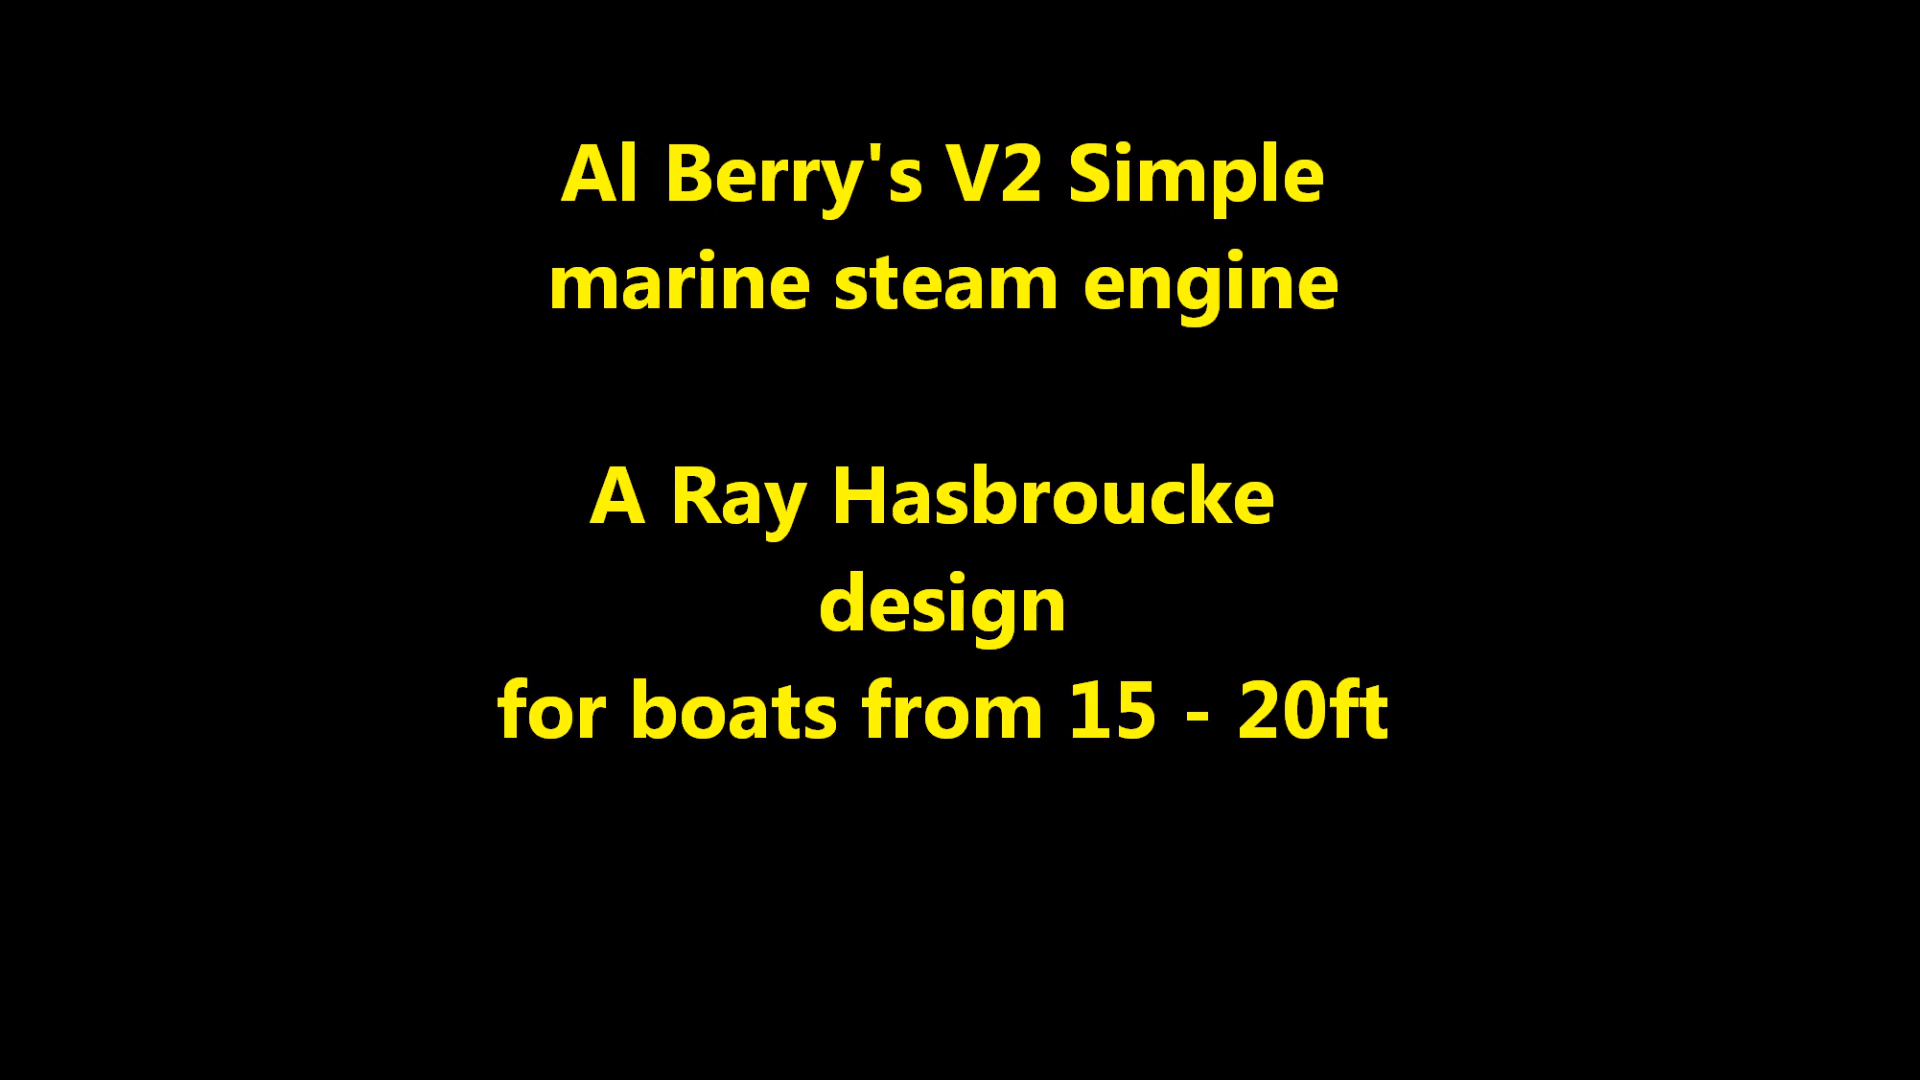 Al Berry's V2 Simple
marine steam engine
A Ray Hasbroucke
design
for boats from 15 - 20ft